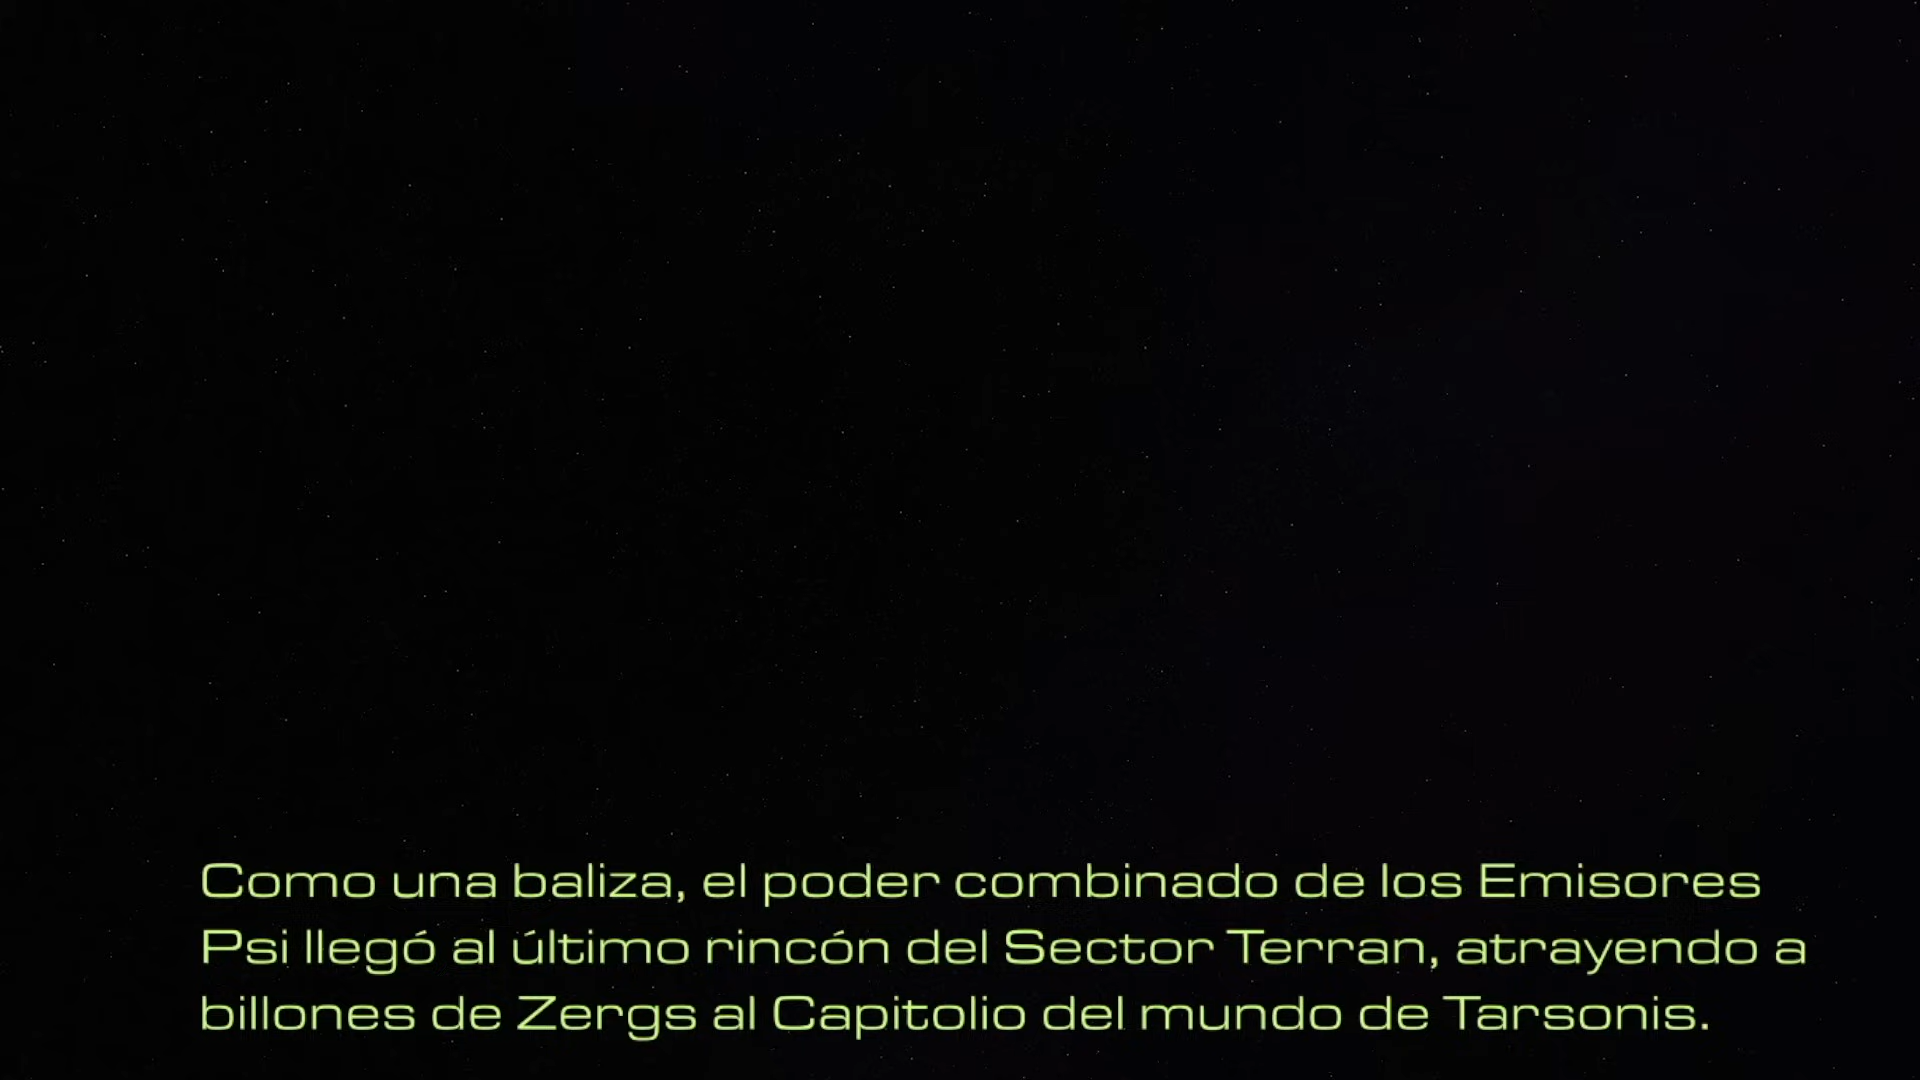 Como una baliza, el poder combinado de los Emisores
Psi llegó al último rincón del Sector Terran, atrayendo a
billones de Zergs al Capitolio del mundo de Tarsonis.